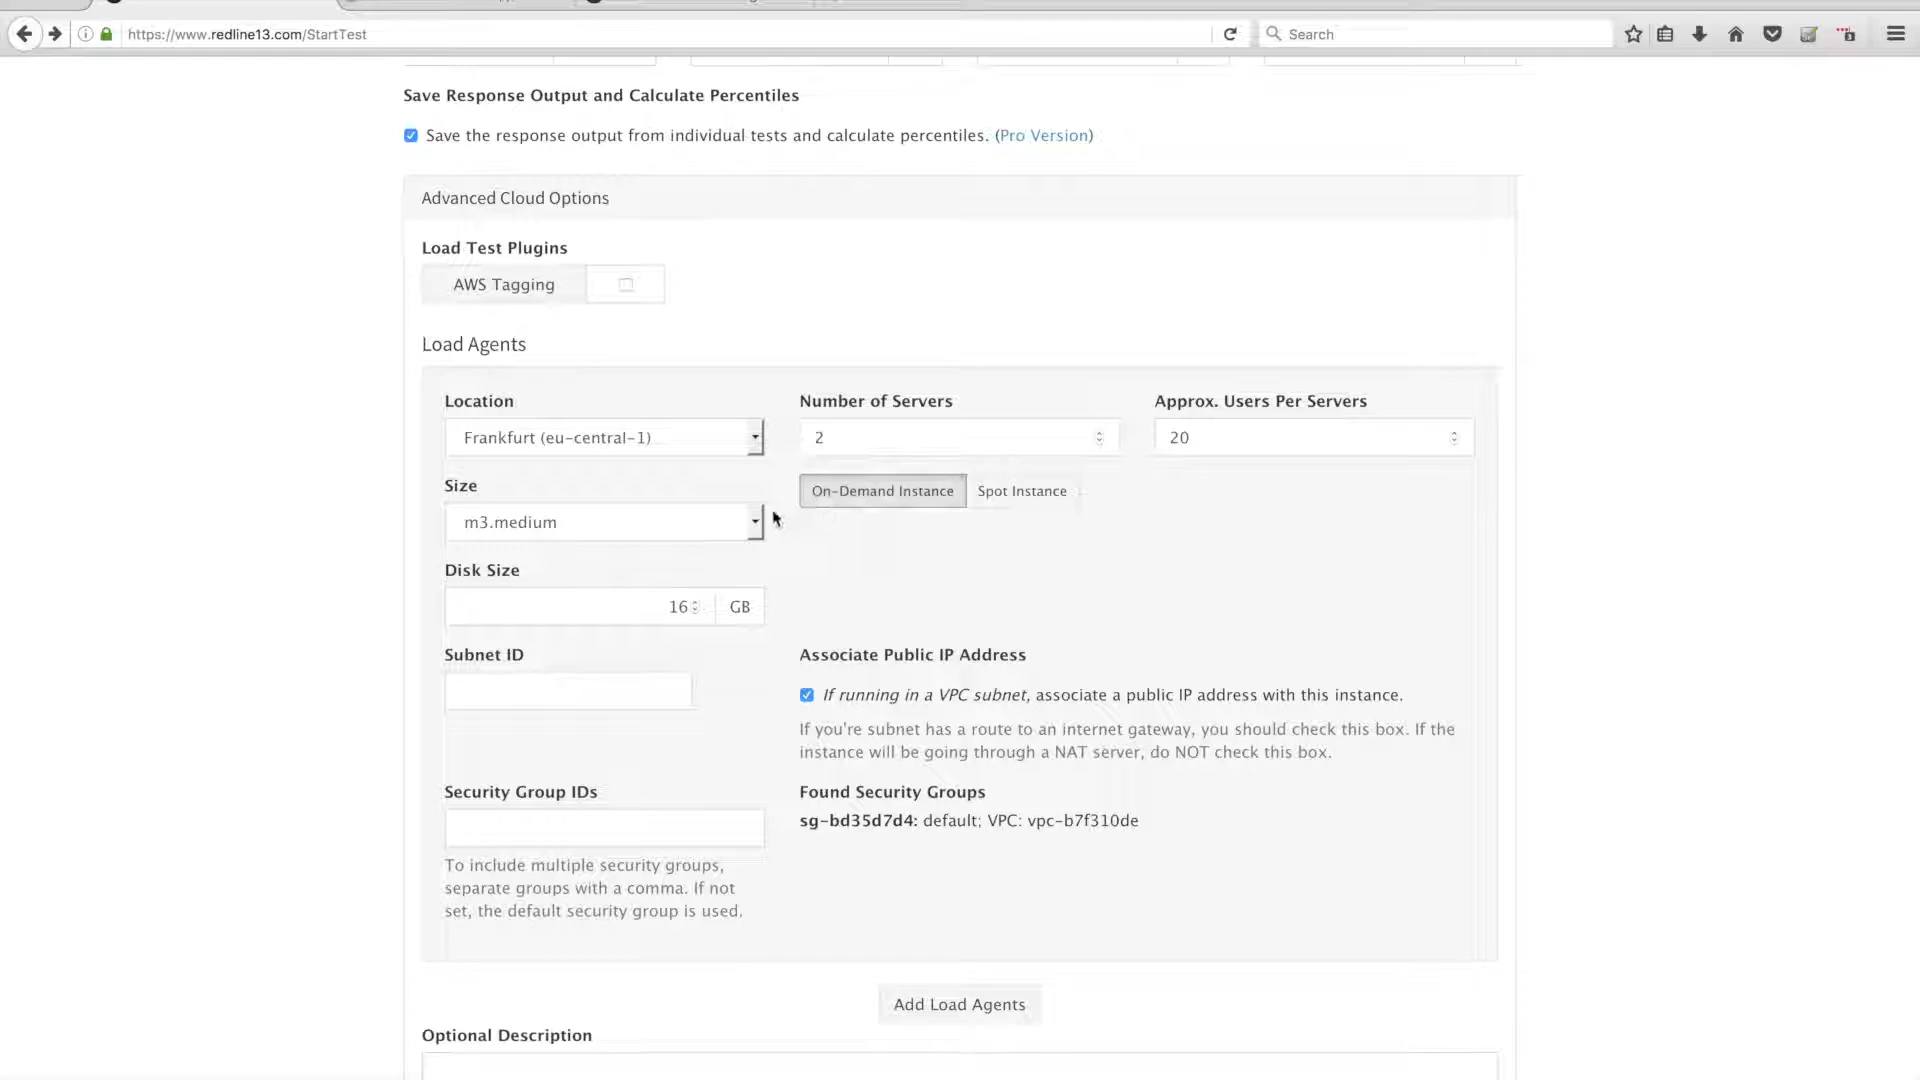 https://www.redline13.com/StartTest
Search
Save Response Output and Calculate Percentiles
Save the response output from individual tests and calculate percentiles. (Pro Version)
Advanced Cloud Options
Load Test Plugins
AWS Tagging
Load Agents
Location
Number of Servers
Approx. Users Per Servers
Frankfurt (eu-central-1)
2
20
Size
On-Demand Instance
Spot Instance
m3.medium
Disk Size
16
GB
Subnet ID
Associate Public IP Address
If running in a VPC subnet, associate a public IP address with this instance.
If you're subnet has a route to an internet gateway, you should check this box. If the
instance will be going through a NAT server, do NOT check this box.
Security Group IDs
Found Security Groups
sg-bd35d7d4: default; VPC: vpc-b7f310de
To include multiple security groups,
separate groups with a comma. If not
set, the default security group is used.
Add Load Agents
Optional Description